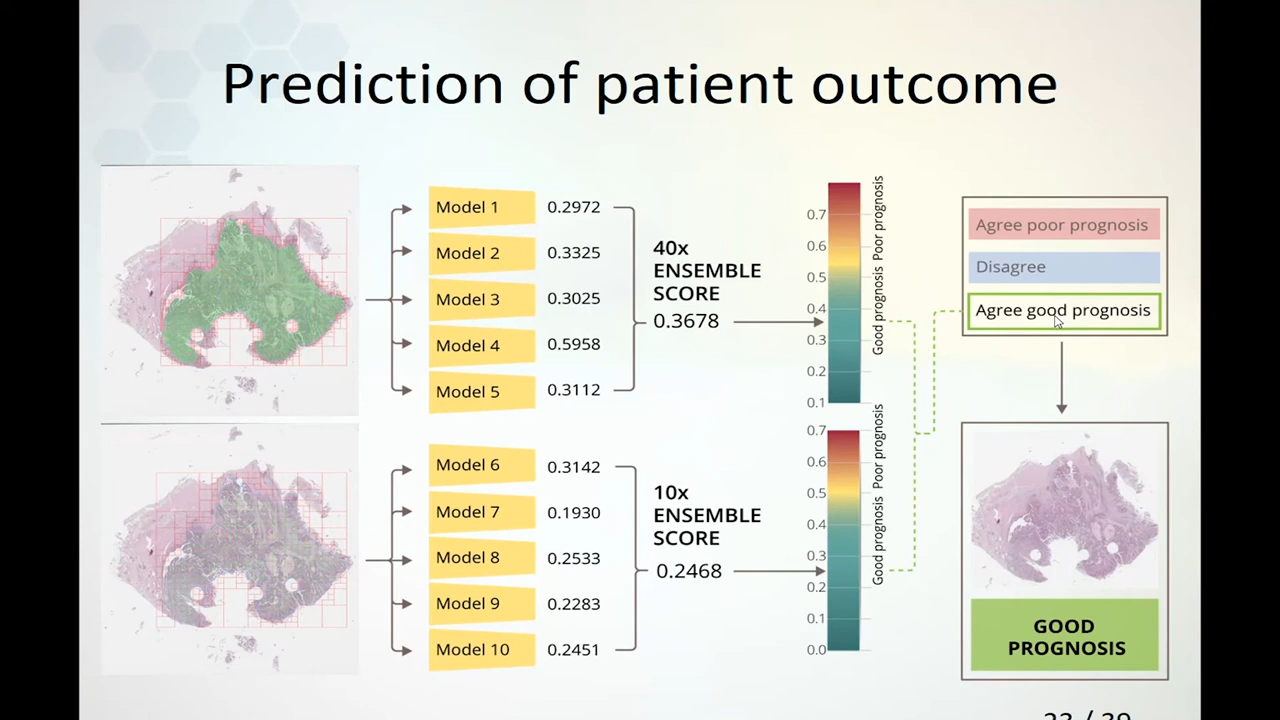 Prediction of patient outcome
Model 1 0.2972
Model 2 0.3325
Model 3 0.3025
Model 4 0.5958
Model 5 0.3112
40x
ENSEMBLE
SCORE
0.3678
0.7
0.6
0.5
0.4
0.3
0.2
0.1
Good prognosis Poor prognosis
Agree poor prognosis
Disagree
Agree good prognosis
Model 6 0.3142
Model 7 0.1930
Model 8 0.2533
Model 9 0.2283
Model 10 0.2451
10x
ENSEMBLE
SCORE
0.2468
0.7
0.6
0.5
0.4
0.3
0.2
0.1
0.0
Good prognosis Poor prognosis
GOOD
PROGNOSIS
23 / 39